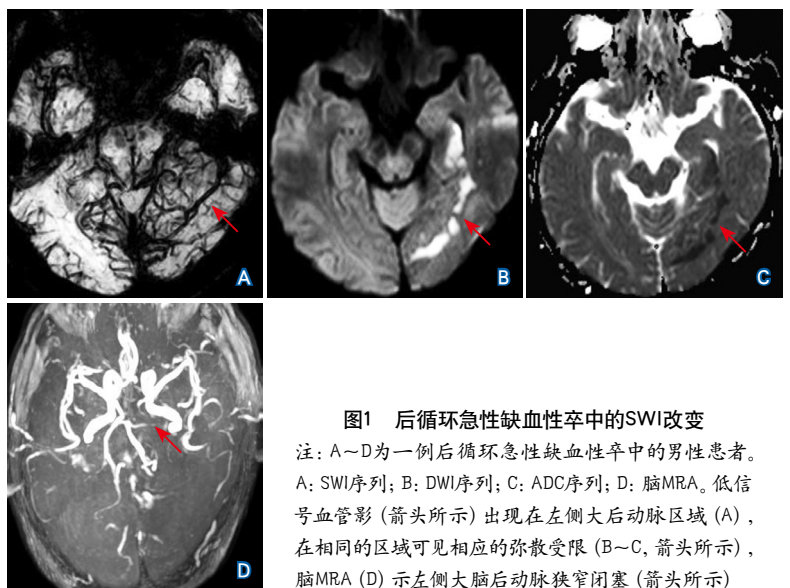 A
B
C
D
图1 后循环急性缺血性卒中的SWI改变
注: A~D为一例后循环急性缺血性卒中的男性患者。
A: SWI序列; B: DWI序列; C: ADC序列; D: 脑MRA。低信
号血管影 (箭头所示) 出现在左侧大后动脉区域 (A) ,
在相同的区域可见相应的弥散受限 (B~C, 箭头所示) ,
脑MRA (D) 示左侧大脑后动脉狭窄闭塞 (箭头所示)